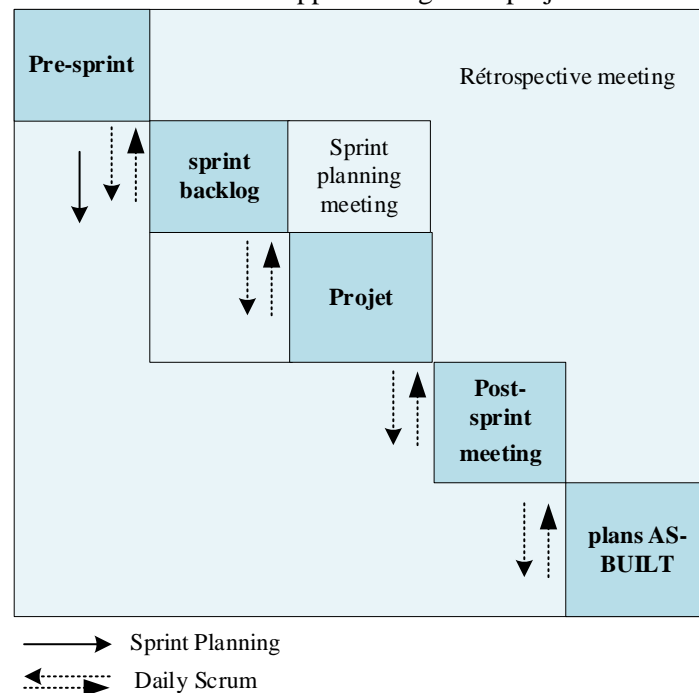 Pre-sprint
Rétrospective meeting
sprint
backlog
Sprint
planning
meeting
Projet
Post-
sprint
meeting
plans AS-
BUILT
Sprint Planning
Daily Scrum